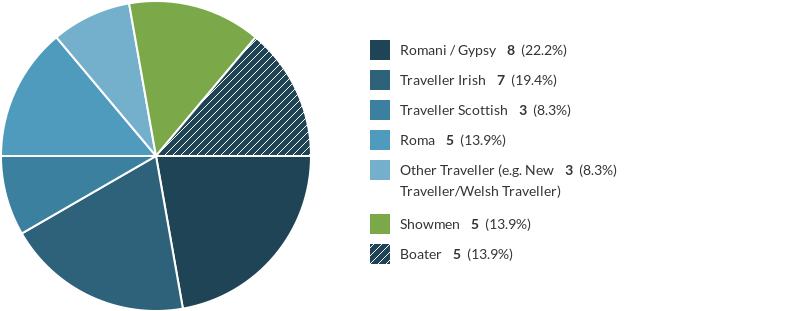 Romani / Gypsy 8 (22.2%)
Traveller Irish 7 (19.4%)
Traveller Scottish 3 (8.3%)
Roma 5 (13.9%)
Other Traveller (e.g. New 3 (8.3%)
Traveller/Welsh Traveller)
Showmen 5 (13.9%)
Boater 5 (13.9%)